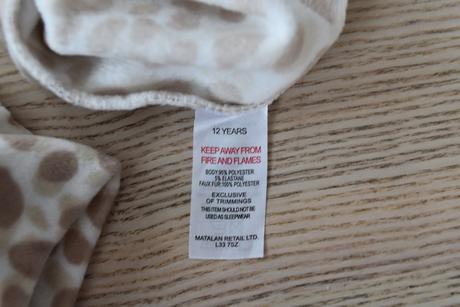 12 YEARS
KEEP AWAY FROM
FIRE AND FLAMES
BODY:95% POLYESTER
5% ELASTANE
FAUX FUR:100% POLYESTER
EXCLUSIVE
OF TRIMMINGS
THIS ITEM SHOULD NOT BE
USED AS SLEEPWEAR
MATALAN RETAIL LTD.
L33 7SZ